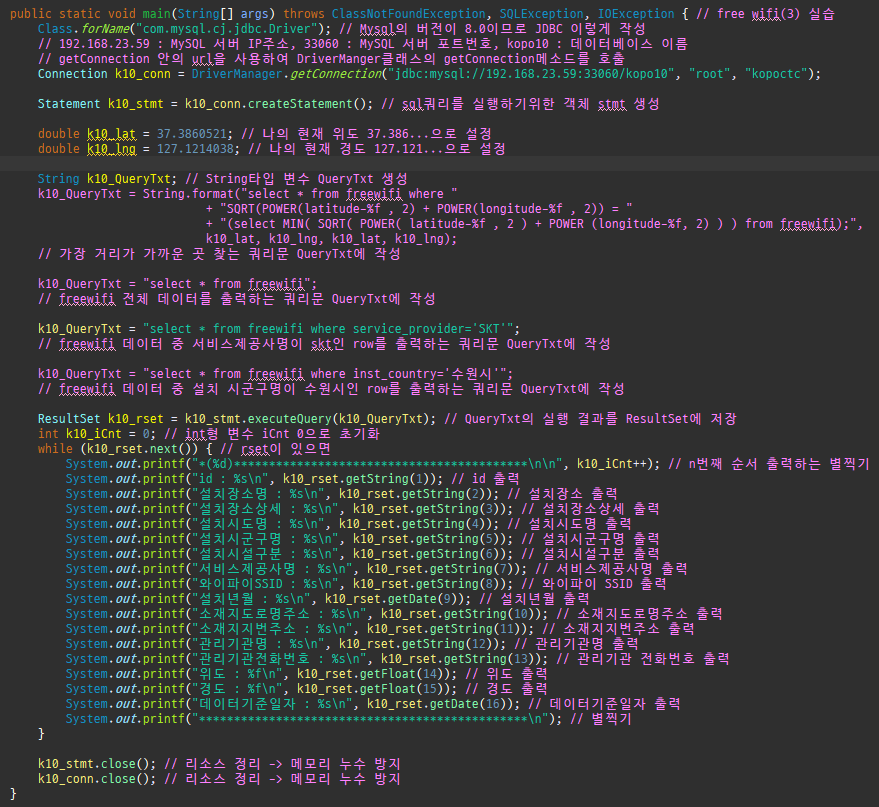 public static void main(String[] args) throws ClassNotFoundException, SQLException, IOException { // free wifi(3) 실습
Class.forName("com.mysql.cj.jdbc.Driver"); // Mysql의 버전이 8.0이므로 JDBC 이렇게 작성
// 192.168.23.59 : MySQL 서버 IP주소, 33060 : MySQL 서버 포트번호, kopo10 : 데이터베이스 이름
// getConnection 안의 url을 사용하여 DriverManger클래스의 getConnection메소드를 호출
Connection k10_conn = DriverManager.getConnection("jdbc:mysql://192.168.23.59:33060/kopo10", "root", "kopoctc");
Statement k10_stmt = k10_conn.createStatement(); // sql쿼리를 실행하기위한 객체 stmt 생성
double k10_lat = 37.3860521; // 나의 현재 위도 37.386...으로 설정
double k10_lng = 127.1214038; // 나의 현재 경도 127.121...으로 설정
String k10_QueryTxt; // String타입 변수 QueryTxt 생성
k10_QueryTxt = String.format("select * from freewifi where "
+ "SQRT(POWER(latitude-%f , 2) + POWER(longitude-%f , 2)) = "
+ "(select MIN( SQRT( POWER( latitude-%f , 2 ) + POWER (longitude-%f, 2) ) ) from freewifi);",
k10_lat, k10_lng, k10_lat, k10_lng);
// 가장 거리가 가까운 곳 찾는 쿼리문 QueryTxt에 작성
k10_QueryTxt = "select * from freewifi";
// freewifi 전체 데이터를 출력하는 쿼리문 QueryTxt에 작성
k10_QueryTxt = "select * from freewifi where service_provider='SKT'";
// freewifi 데이터 중 서비스제공사명이 skt인 row를 출력하는 쿼리문 QueryTxt에 작성
k10_QueryTxt = "select * from freewifi where inst_country='수원시'";
// freewifi 데이터 중 설치 시군구명이 수원시인 row를 출력하는 쿼리문 QueryTxt에 작성
ResultSet k10_rset = k10_stmt.executeQuery(k10_QueryTxt); // QueryTxt의 실행 결과를 ResultSet에 저장
int k10_iCnt = 0; // int형 변수 iCnt 0으로 초기화
while (k10_rset.next()) { // rset이 있으면
System.out.printf("*(%d)******************************************\n\n", k10_iCnt++); // n번째 순서 출력하는 별찍기
System.out.printf("id : %s\n", k10_rset.getString(1)); // id 출력
System.out.printf("설치장소명 : %s\n", k10_rset.getString(2)); // 설치장소 출력
System.out.printf("설치장소상세 : %s\n", k10_rset.getString(3)); // 설치장소상세 출력
System.out.printf("설치시도명 : %s\n", k10_rset.getString(4)); // 설치시도명 출력
System.out.printf("설치시군구명 : %s\n", k10_rset.getString(5)); // 설치시군구명 출력
System.out.printf("설치시설구분 : %s\n", k10_rset.getString(6)); // 설치시설구분 출력
System.out.printf("서비스제공사명 : %s\n", k10_rset.getString(7)); // 서비스제공사명 출력
System.out.printf("와이파이SSID : %s\n", k10_rset.getString(8)); // 와이파이 SSID 출력
System.out.printf("설치년월 : %s\n", k10_rset.getDate(9)); // 설치년월 출력
System.out.printf("소재지도로명주소 : %s\n", k10_rset.getString(10)); // 소재지도로명주소 출력
System.out.printf("소재지지번주소 : %s\n", k10_rset.getString(11)); // 소재지지번주소 출력
System.out.printf("관리기관명 : %s\n", k10_rset.getString(12)); // 관리기관명 출력
System.out.printf("관리기관전화번호 : %s\n", k10_rset.getString(13)); // 관리기관 전화번호 출력
System.out.printf("위도 : %f\n", k10_rset.getFloat(14)); // 위도 출력
System.out.printf("경도 : %f\n", k10_rset.getFloat(15)); // 경도 출력
System.out.printf("데이터기준일자 : %s\n", k10_rset.getDate(16)); // 데이터기준일자 출력
System.out.printf("***********************************************\n"); // 별찍기
}
k10_stmt.close(); // 리소스 정리 -> 메모리 누수 방지
k10_conn.close(); // 리소스 정리 -> 메모리 누수 방지
}